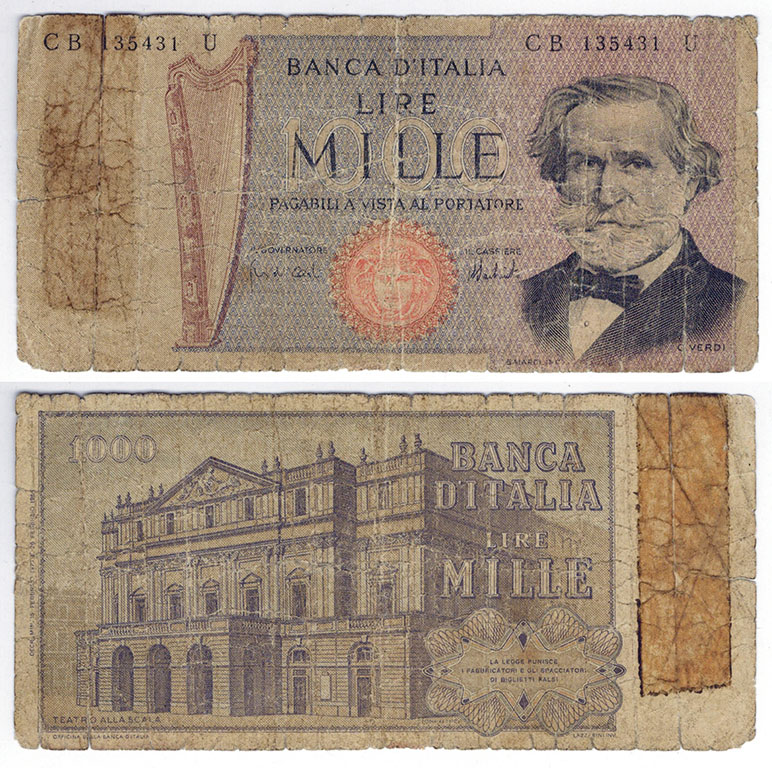 CB 135431 U
CB 135431 U
BANCA D'ITALIA
LIRE
1000
MILLE
PAGABILI A VISTA AL PORTATORE
IL GOVERNATORE
IL CASSIERE
G. VERDI
1000
BANCA
D'ITALIA
LIRE
MILLE
LA LEGGE PUNISCE
I FABBRICATORI E GLI SPACCIATORI
DI BIGLIETTI FALSI
TEATRO ALLA SCALA
OFFICINA DELLA BANCA D'ITALIA